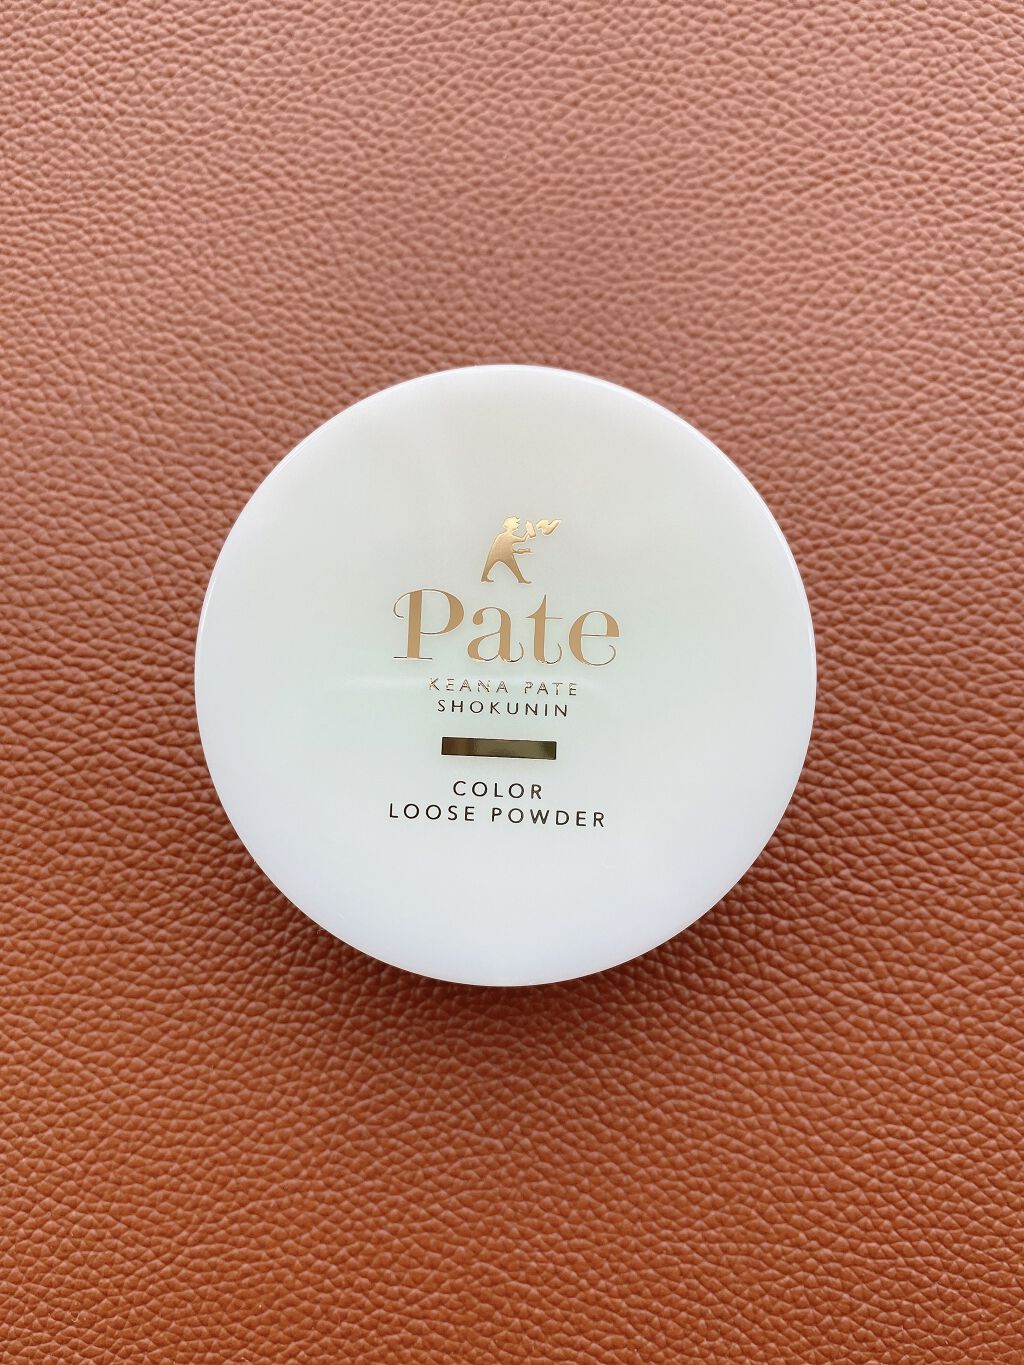 Pate
KEANA PATE
SHOKUNIN
COLOR
LOOSE POWDER